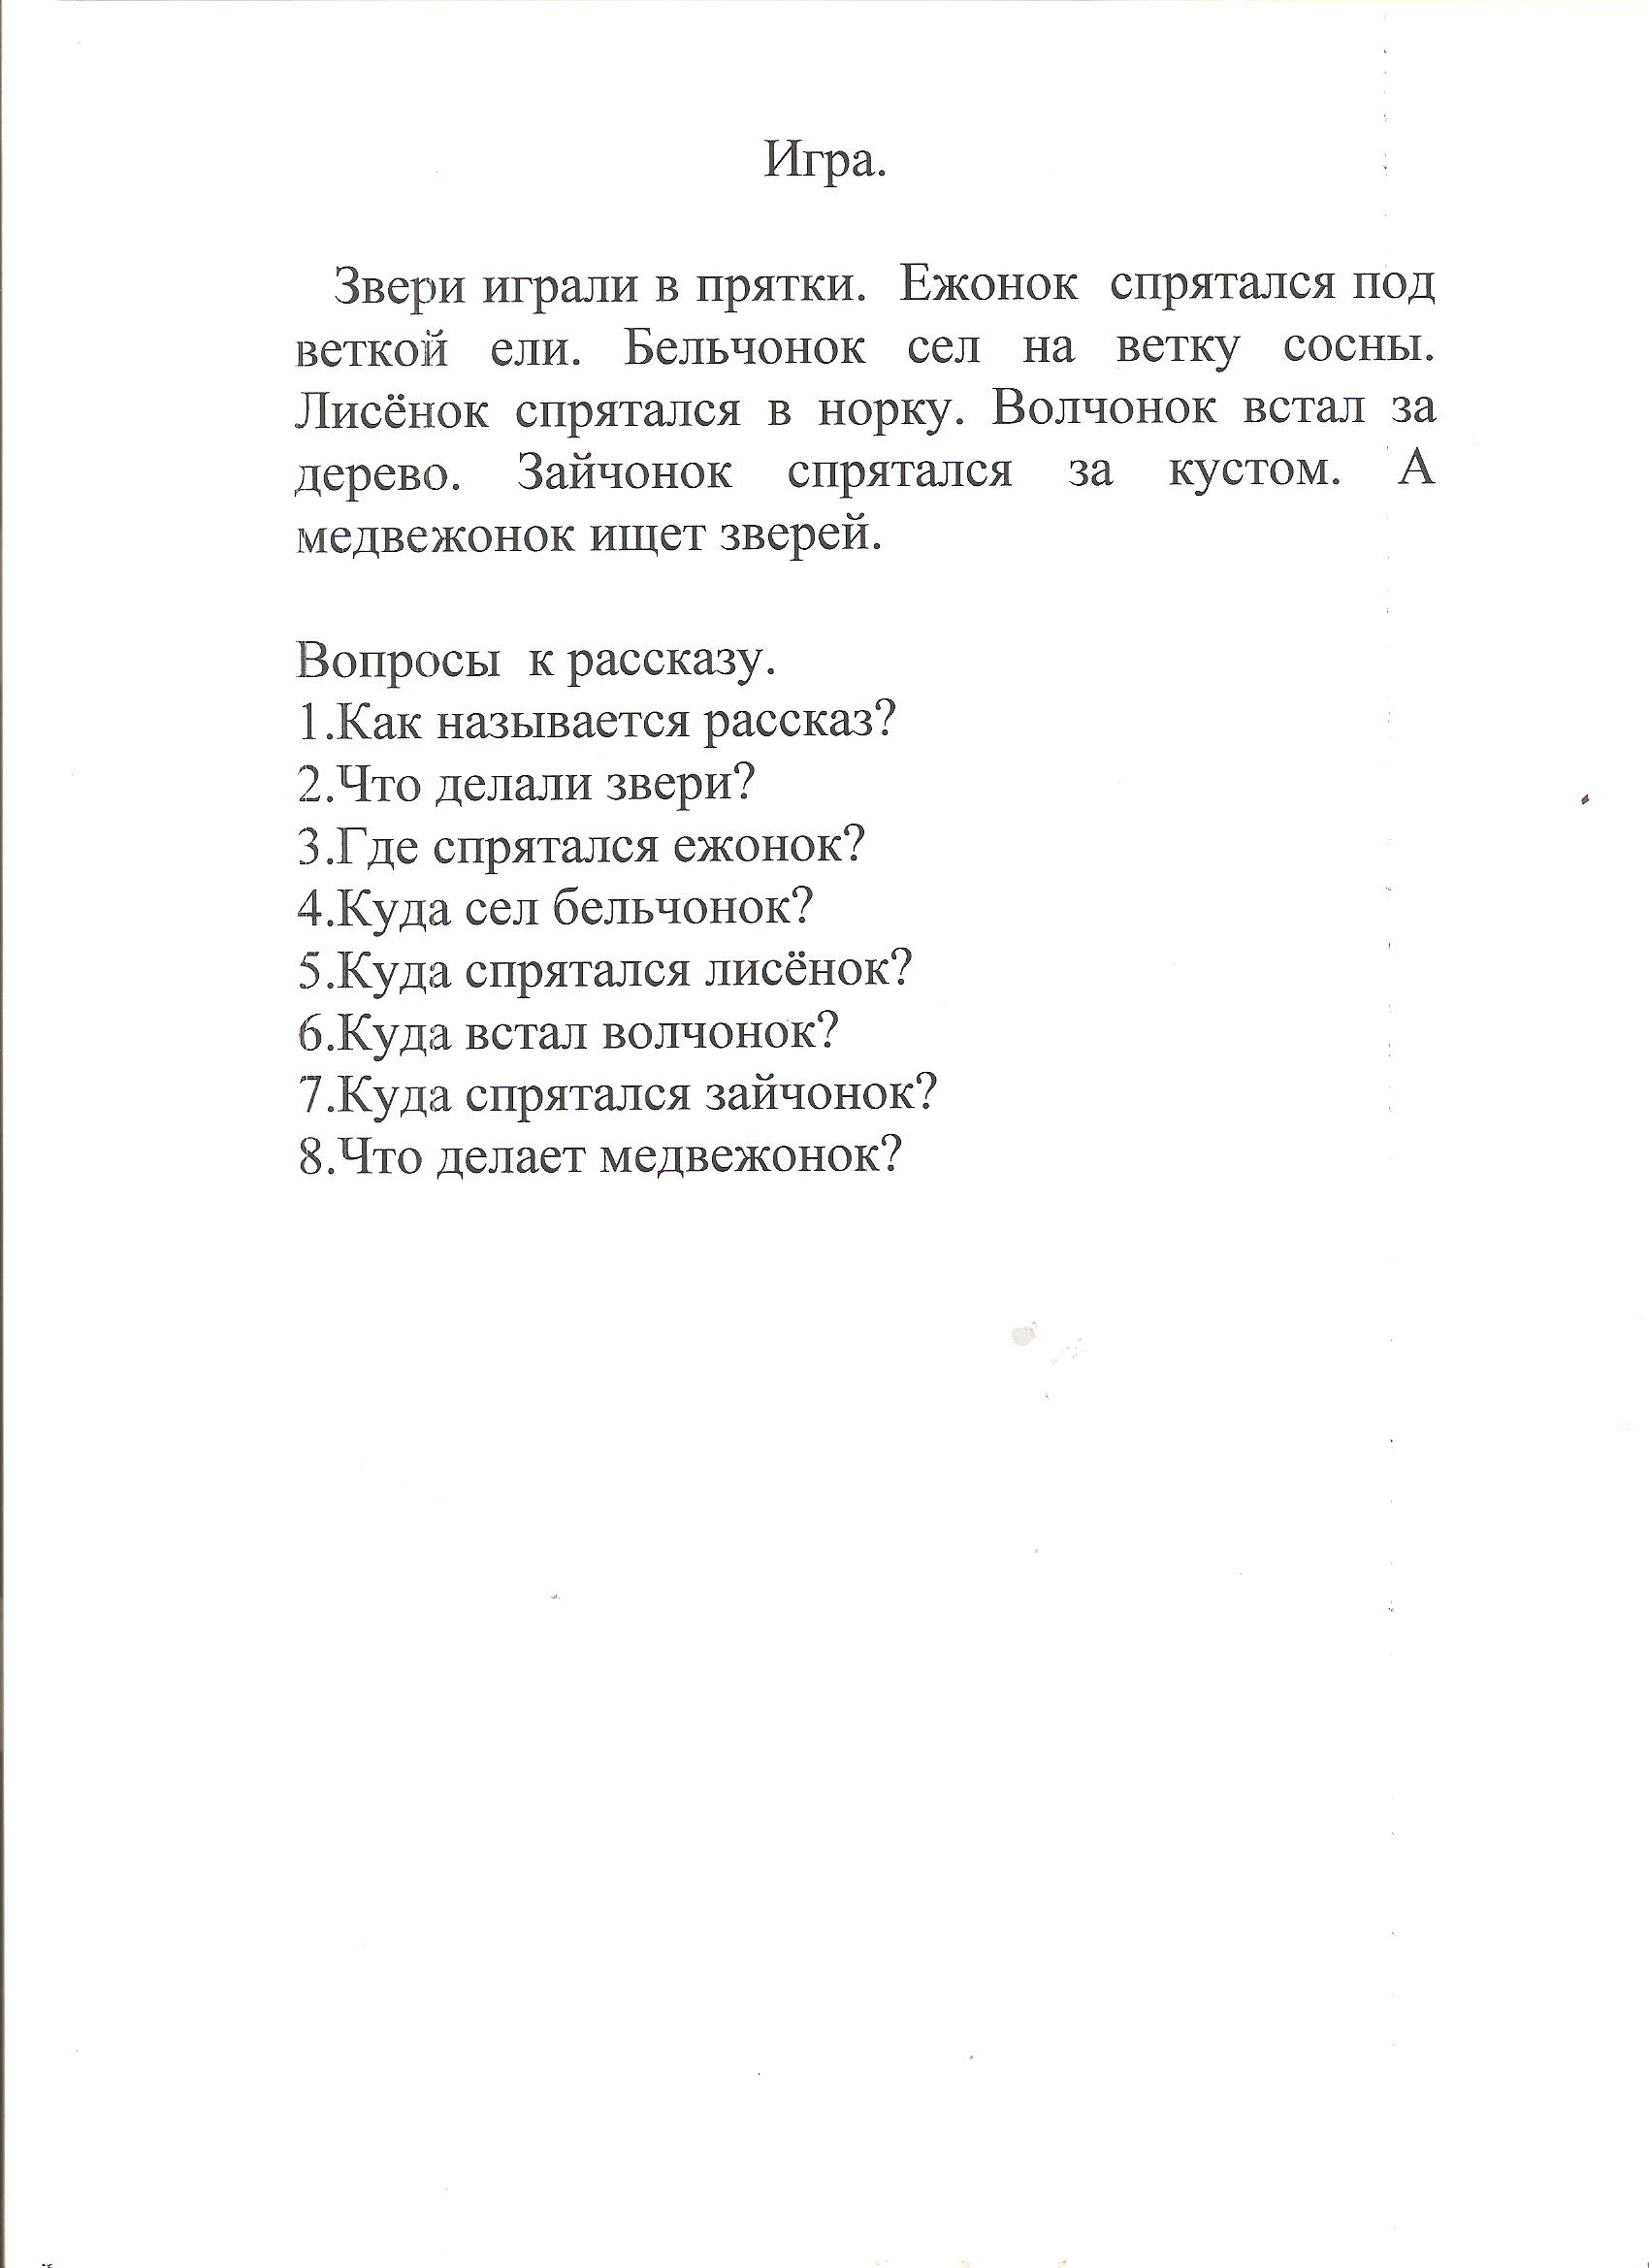 Игра.
Звери играли в прятки. Ежонок спрятался под
веткой ели. Бельчонок сел на ветку сосны.
Лисёнок спрятался в норку. Волчонок встал за
дерево. Зайчонок спрятался за кустом. А
медвежонок ищет зверей.
Вопросы к рассказу.
1.Как называется рассказ?
2.Что делали звери?
3.Где спрятался ежонок?
4.Куда сел бельчонок?
5.Куда спрятался лисёнок?
6.Куда встал волчонок?
7.Куда спрятался зайчонок?
8.Что делает медвежонок?